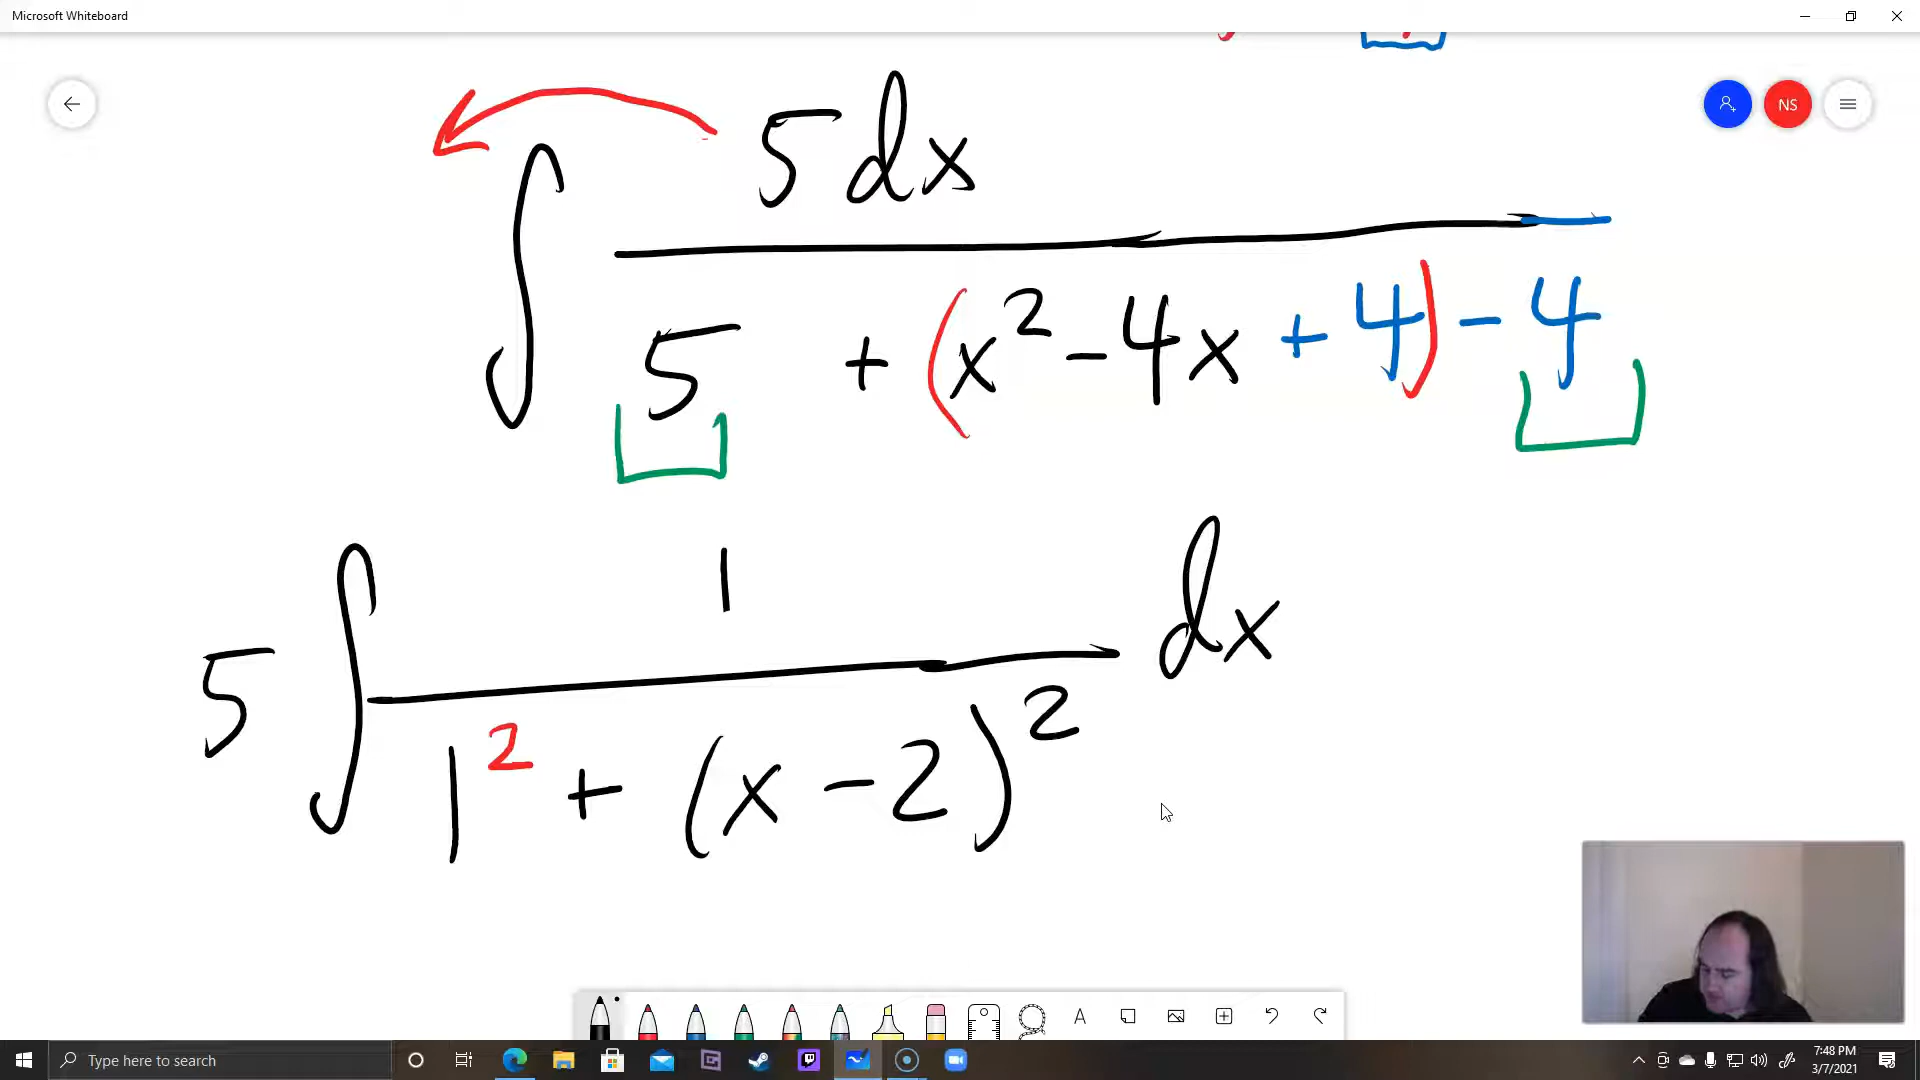 Microsoft Whiteboard
NS
∫ 5dx
5 + (x² - 4x + 4) - 4
5 ∫ 1 dx
1² + (x - 2)²
A
Type here to search
7:48 PM
3/7/2021